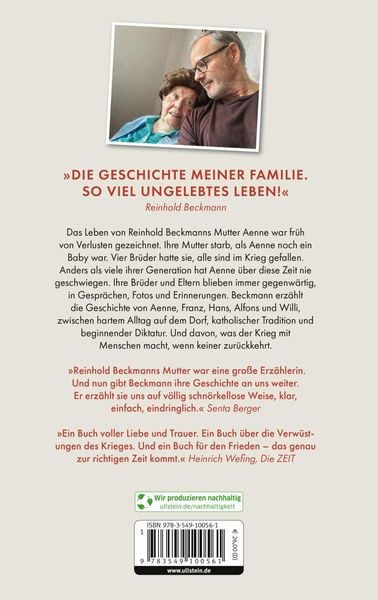 »DIE GESCHICHTE MEINER FAMILIE.
SO VIEL UNGELEBTES LEBEN!«
Reinhold Beckmann
Das Leben von Reinhold Beckmanns Mutter Aenne war früh
von Verlusten gezeichnet. Ihre Mutter starb, als Aenne noch ein
Baby war. Vier Brüder hatte sie, alle sind im Krieg gefallen.
Anders als viele ihrer Generation hat Aenne über diese Zeit nie
geschwiegen. Ihre Brüder und Eltern blieben immer gegenwärtig,
in Gesprächen, Fotos und Erinnerungen. Beckmann erzählt
die Geschichte von Aenne, Franz, Hans, Alfons und Willi,
zwischen hartem Alltag auf dem Dorf, katholischer Tradition und
beginnender Diktatur. Und davon, was der Krieg mit
Menschen macht, wenn keiner zurückkehrt.
»Reinhold Beckmanns Mutter war eine große Erzählerin.
Und nun gibt Beckmann ihre Geschichte an uns weiter.
Er erzählt sie uns auf völlig schnörkellose Weise, klar,
einfach, eindringlich.« Senta Berger
»Ein Buch voller Liebe und Trauer. Ein Buch über die Verwüst-
ungen des Krieges. Und ein Buch für den Frieden – das genau
zur richtigen Zeit kommt.« Heinrich Wefing, Die ZEIT
Wir produzieren nachhaltig
ullstein.de/nachhaltigkeit
ISBN 978-3-549-10056-1
€ 26,00 (D)
9 783549 100561
www.ullstein.de